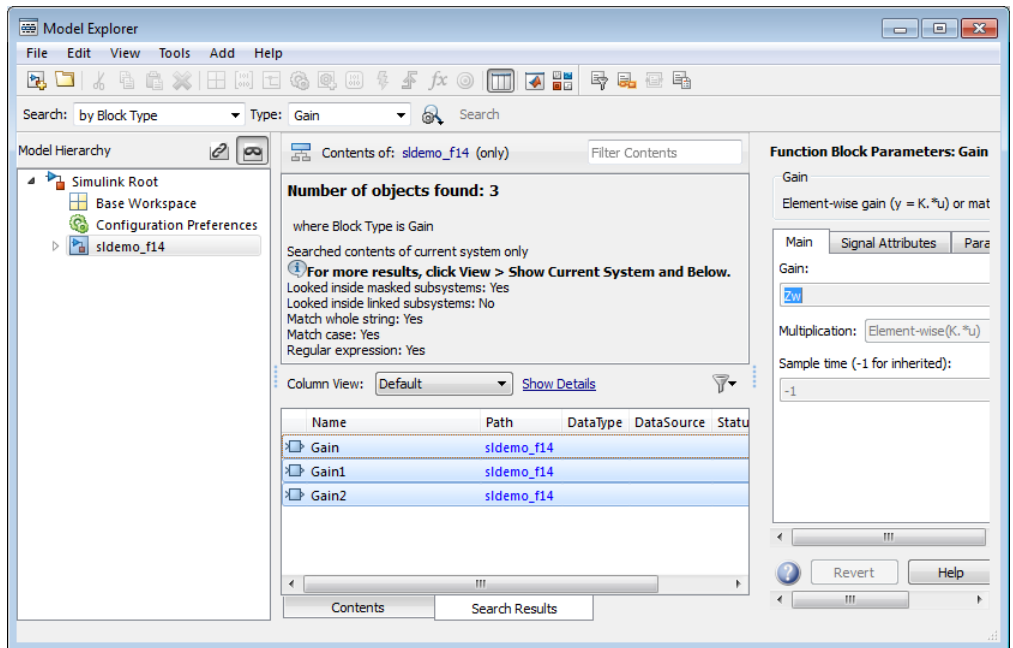 Model Explorer
File Edit View Tools Add Help
fx
Search: by Block Type Type: Gain Search
Model Hierarchy
Simulink Root
Base Workspace
Configuration Preferences
sldemo_f14
Contents of: sldemo_f14 (only) Filter Contents
Number of objects found: 3
where Block Type is Gain
Searched contents of current system only
For more results, click View > Show Current System and Below.
Looked inside masked subsystems: Yes
Looked inside linked subsystems: No
Match whole string: Yes
Match case: Yes
Regular expression: Yes
Column View: Default Show Details
Name Path DataType DataSource Statu
Gain sldemo_f14
Gain1 sldemo_f14
Gain2 sldemo_f14
Contents Search Results
Function Block Parameters: Gain
Gain
Element-wise gain (y = K.*u) or mat
Main Signal Attributes Para
Gain:
Zw
Multiplication: Element-wise(K.*u)
Sample time (-1 for inherited):
-1
Revert Help